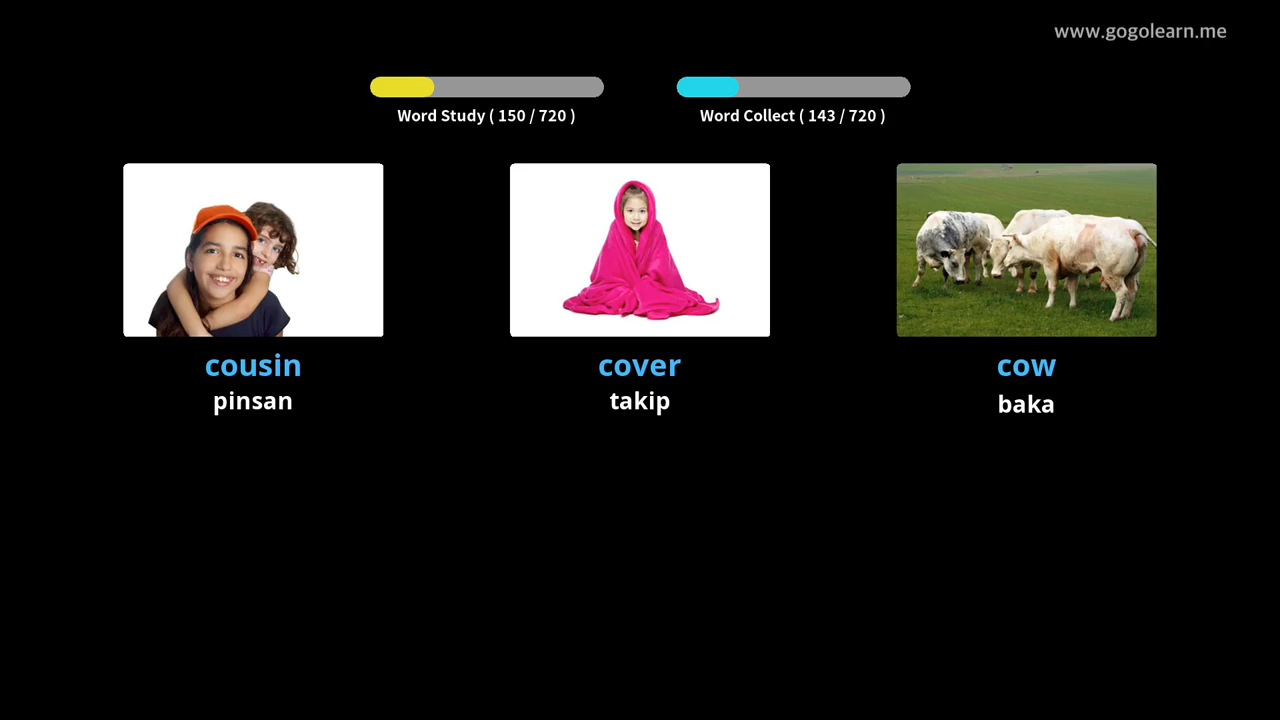 www.gogolearn.me
Word Study ( 150 / 720 )
Word Collect ( 143 / 720 )
cousin
pinsan
cover
takip
cow
baka